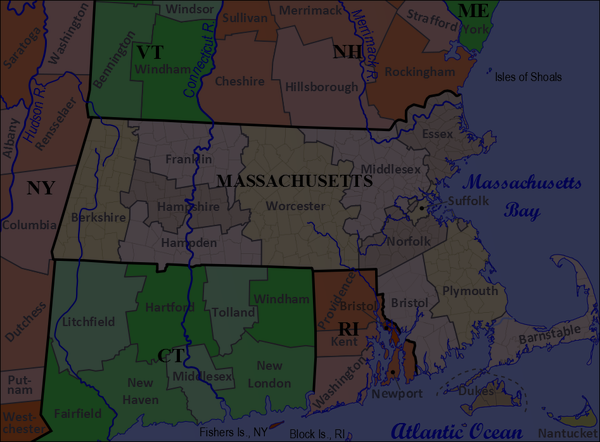 Windsor
Sullivan
Merrimack
Merrimack R.
Strafford
ME
York
Saratoga
Washington
Bennington
VT
Windham
Connecticut R.
Cheshire
NH
Hillsborough
Rockingham
Isles of Shoals
Albany
Hudson R.
Rensselaer
Essex
Franklin
Middlesex
NY
MASSACHUSETTS
Massachusetts
Bay
Suffolk
Columbia
Berkshire
Hampshire
Worcester
Hampden
Norfolk
Dutchess
Litchfield
Hartford
Tolland
Windham
Providence
Bristol
Bristol
Plymouth
RI
Kent
Barnstable
CT
Put-
nam
New
Haven
Middlesex
New
London
Washington
Newport
Dukes
West-
chester
Fairfield
Fishers Is., NY
Block Is., RI
Atlantic Ocean
Nantucket